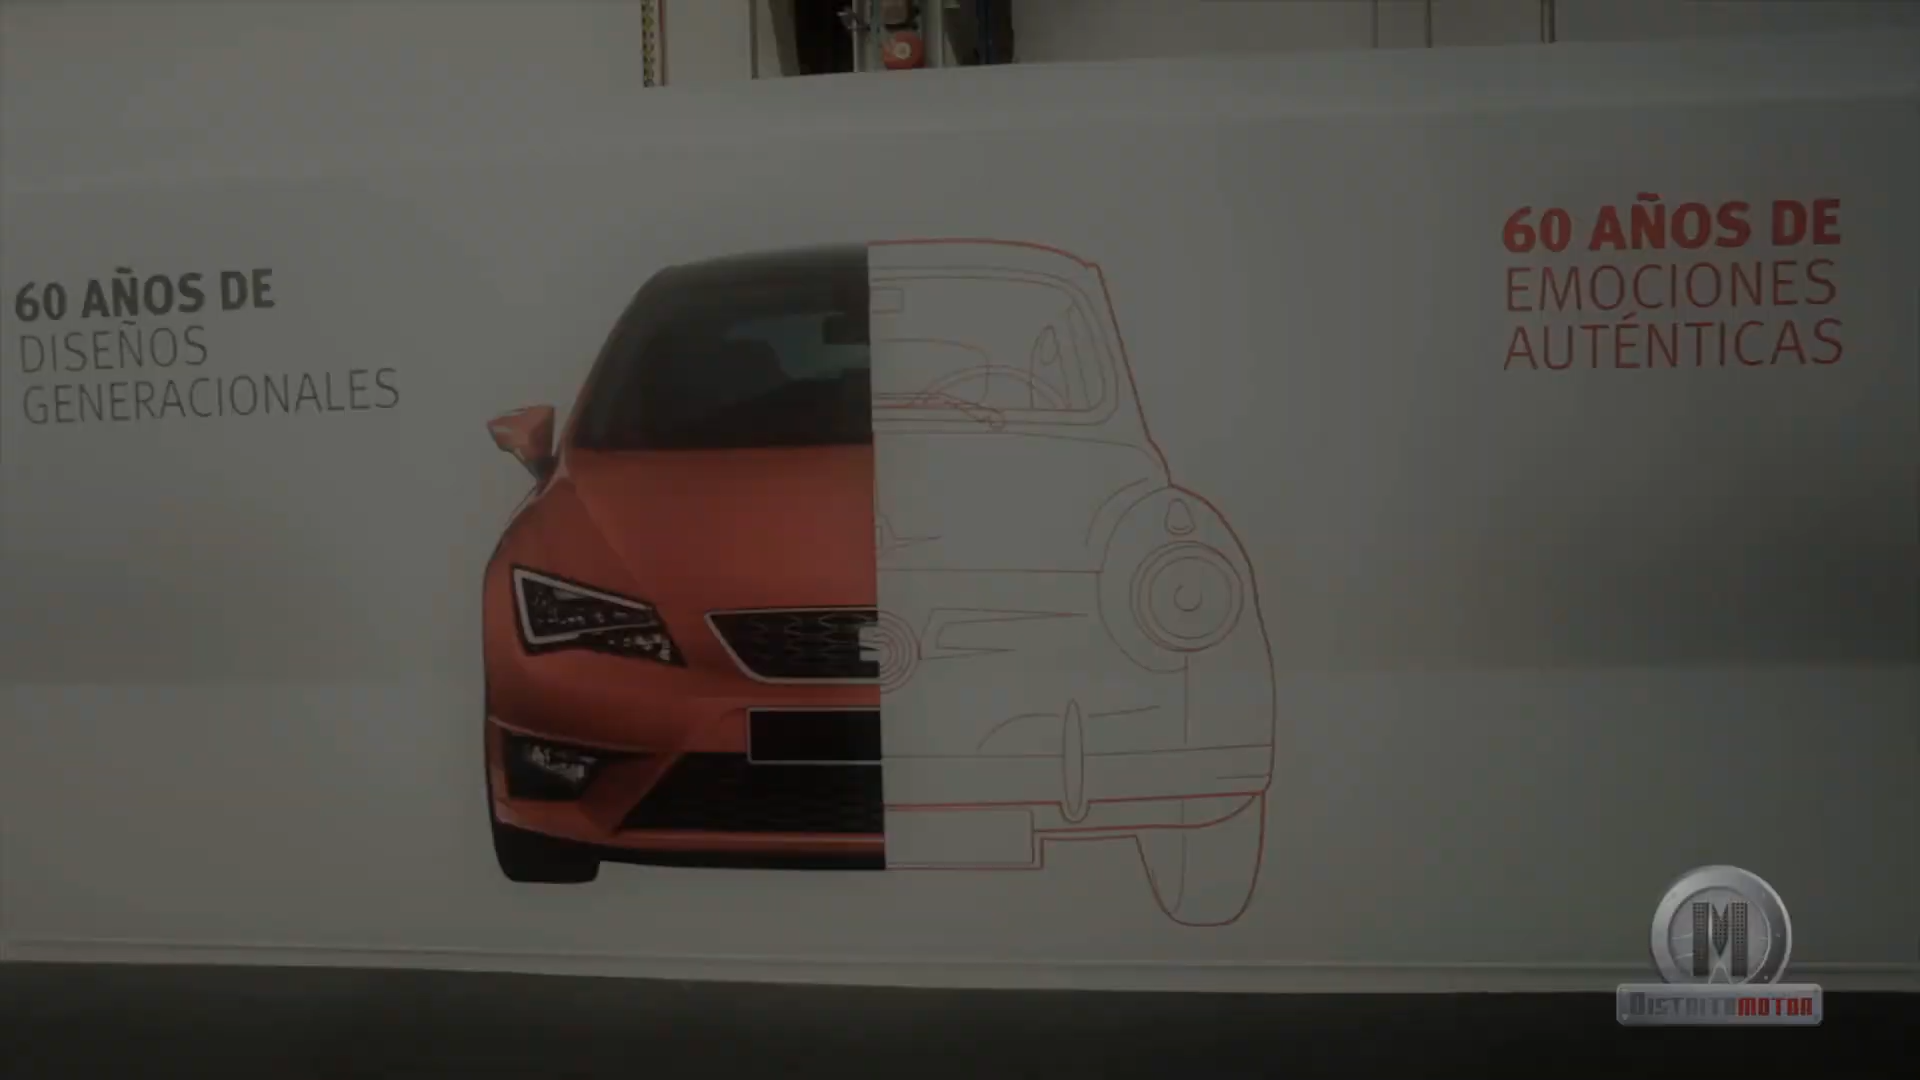 60 AÑOS DE
DISEÑOS
GENERACIONALES
60 AÑOS DE
EMOCIONES
AUTÉNTICAS
DISTRITOMOTOR